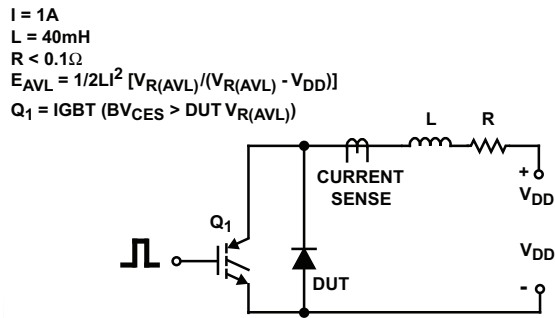 I = 1A
L = 40mH
R < 0.1Ω
EAVL = 1/2LI² [VR(AVL)/(VR(AVL) - VDD)]
Q1 = IGBT (BVCES > DUT VR(AVL))
L
R
CURRENT
SENSE
+
VDD
Q1
VDD
DUT
-